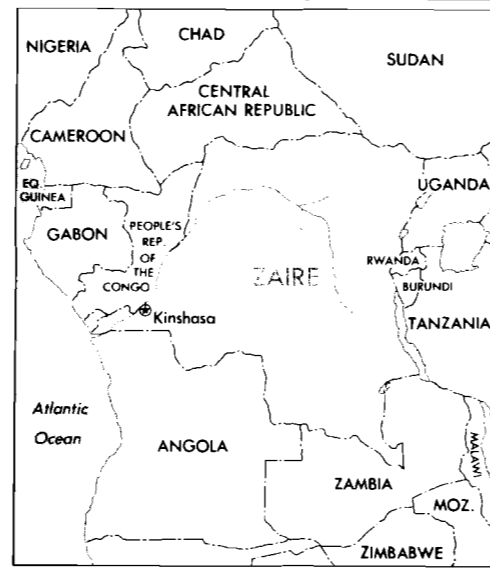 CHAD
NIGERIA
SUDAN
CENTRAL
AFRICAN REPUBLIC
CAMEROON
EQ.
GUINEA
UGANDA
GABON
PEOPLE'S
REP.
OF
THE
CONGO
RWANDA
ZAIRE
BURUNDI
Kinshasa
TANZANIA
Atlantic
Ocean
ANGOLA
MALAWI
ZAMBIA
MOZ.
ZIMBABWE